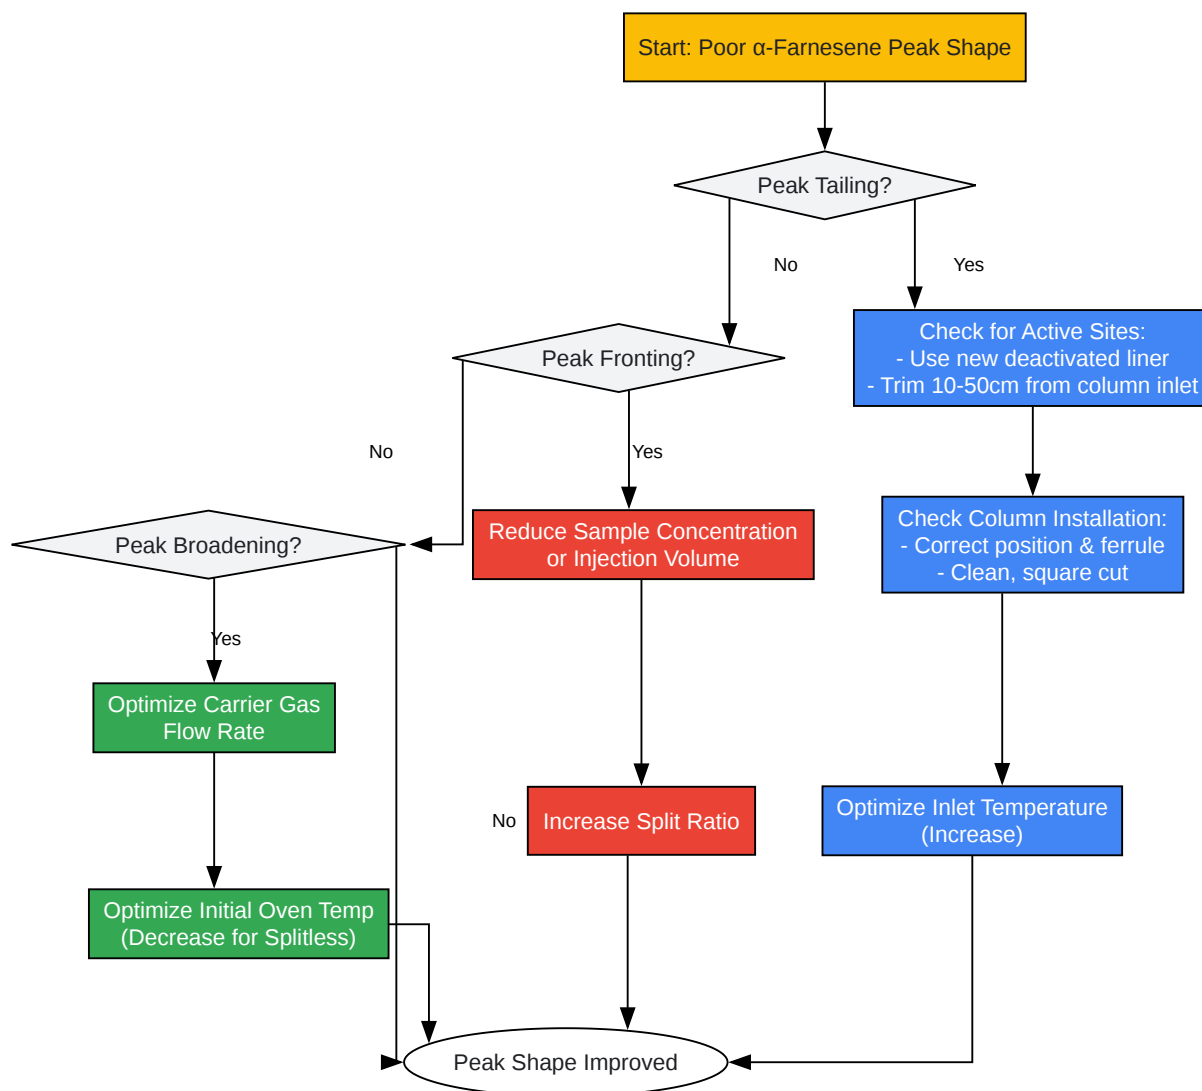 Start: Poor α-Farnesene Peak Shape
Peak Tailing?
No
Yes
Check for Active Sites:
- Use new deactivated liner
- Trim 10-50cm from column inlet
Peak Fronting?
No
Yes
Check Column Installation:
- Correct position & ferrule
- Clean, square cut
Reduce Sample Concentration
or Injection Volume
Peak Broadening?
Yes
Optimize Carrier Gas
Flow Rate
No
Increase Split Ratio
Optimize Inlet Temperature
(Increase)
Optimize Initial Oven Temp
(Decrease for Splitless)
Peak Shape Improved